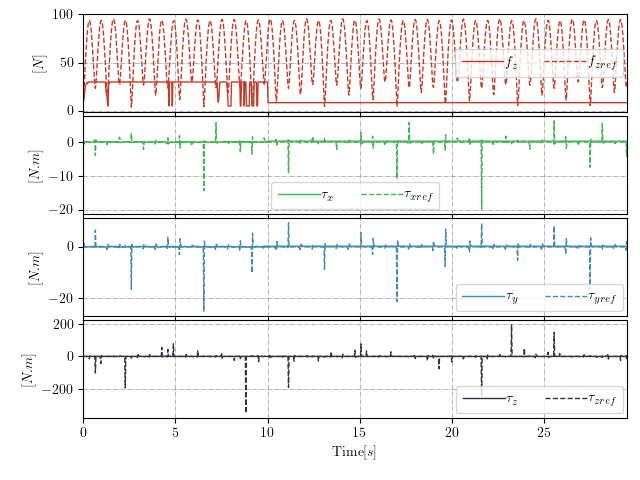 100
50
0
[N]
f_z
f_zref
0
−10
−20
[N.m]
τ_x
τ_xref
0
−20
[N.m]
τ_y
τ_yref
200
0
−200
[N.m]
τ_z
τ_zref
0 5 10 15 20 25
Time[s]